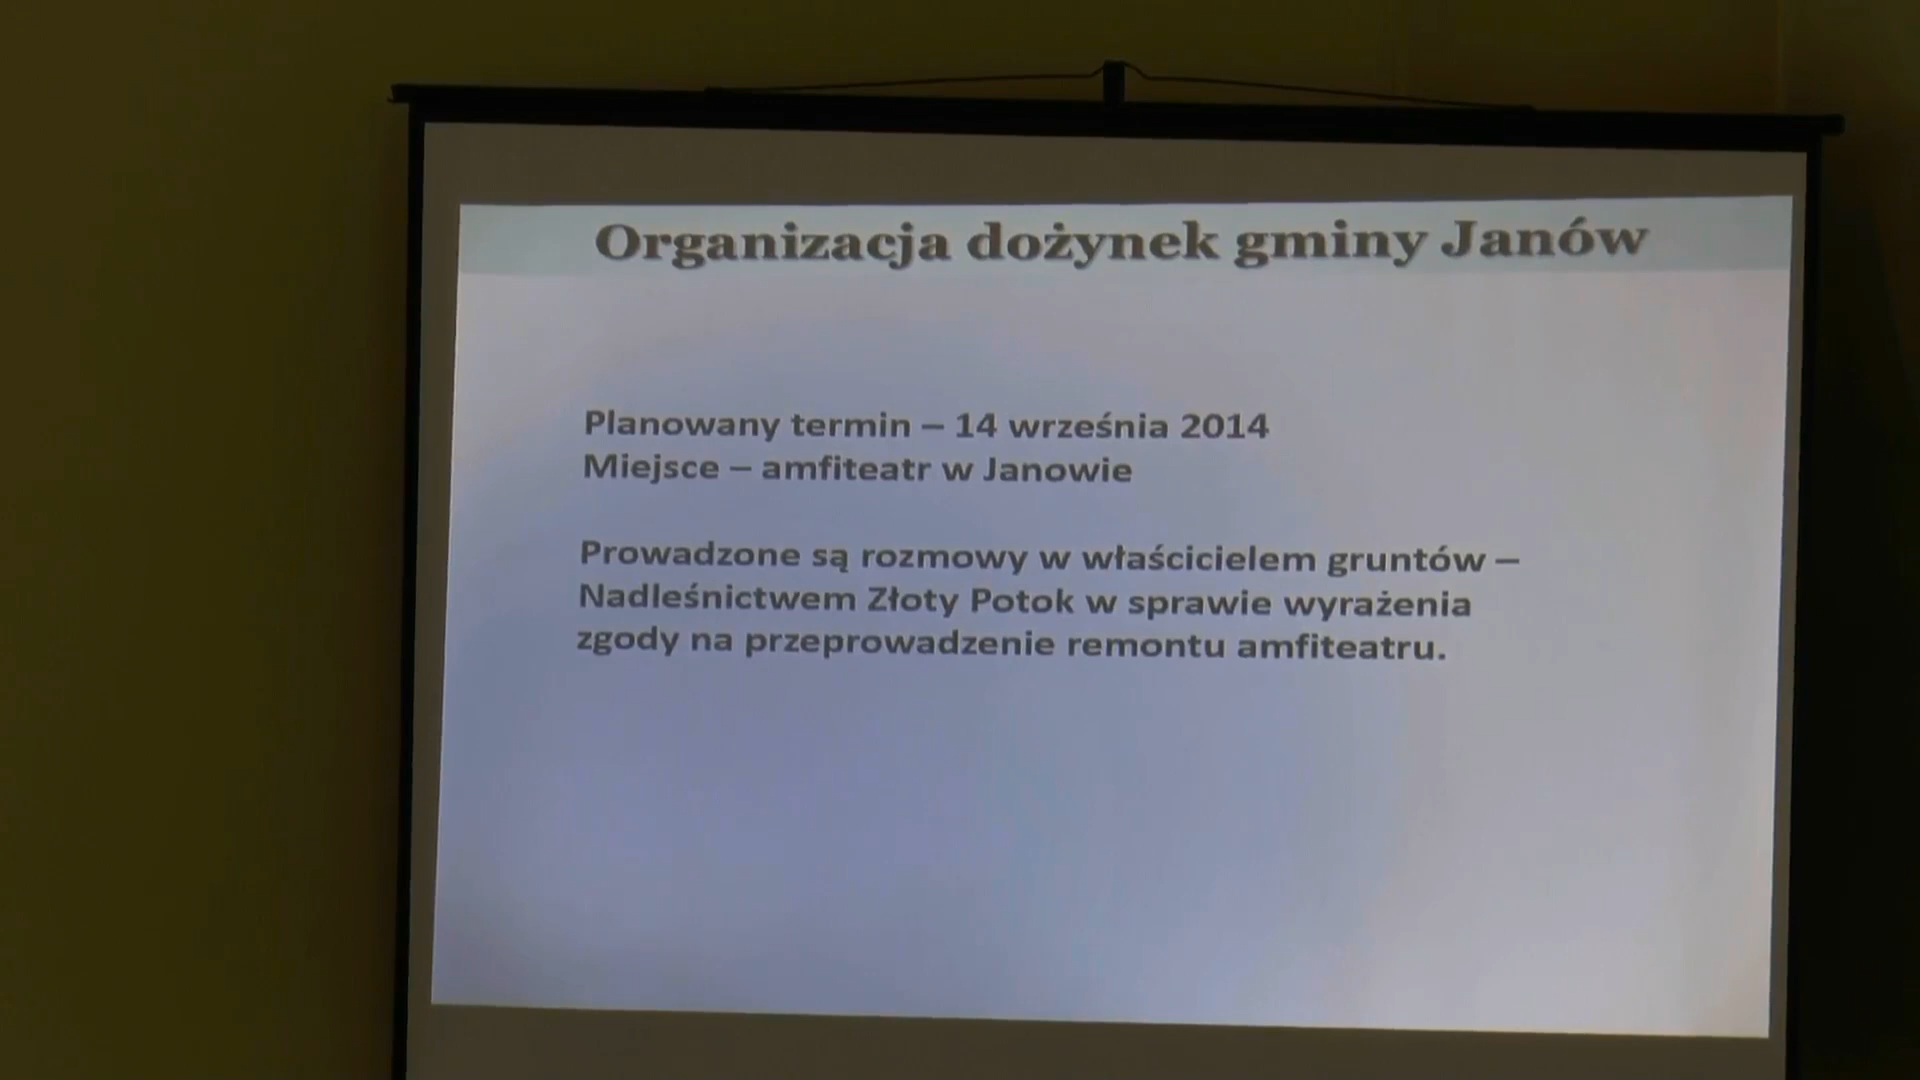 Organizacja dożynek gminy Janów
Planowany termin – 14 września 2014
Miejsce – amfiteatr w Janowie
Prowadzone są rozmowy w właścicielem gruntów –
Nadleśnictwem Złoty Potok w sprawie wyrażenia
zgody na przeprowadzenie remontu amfiteatru.